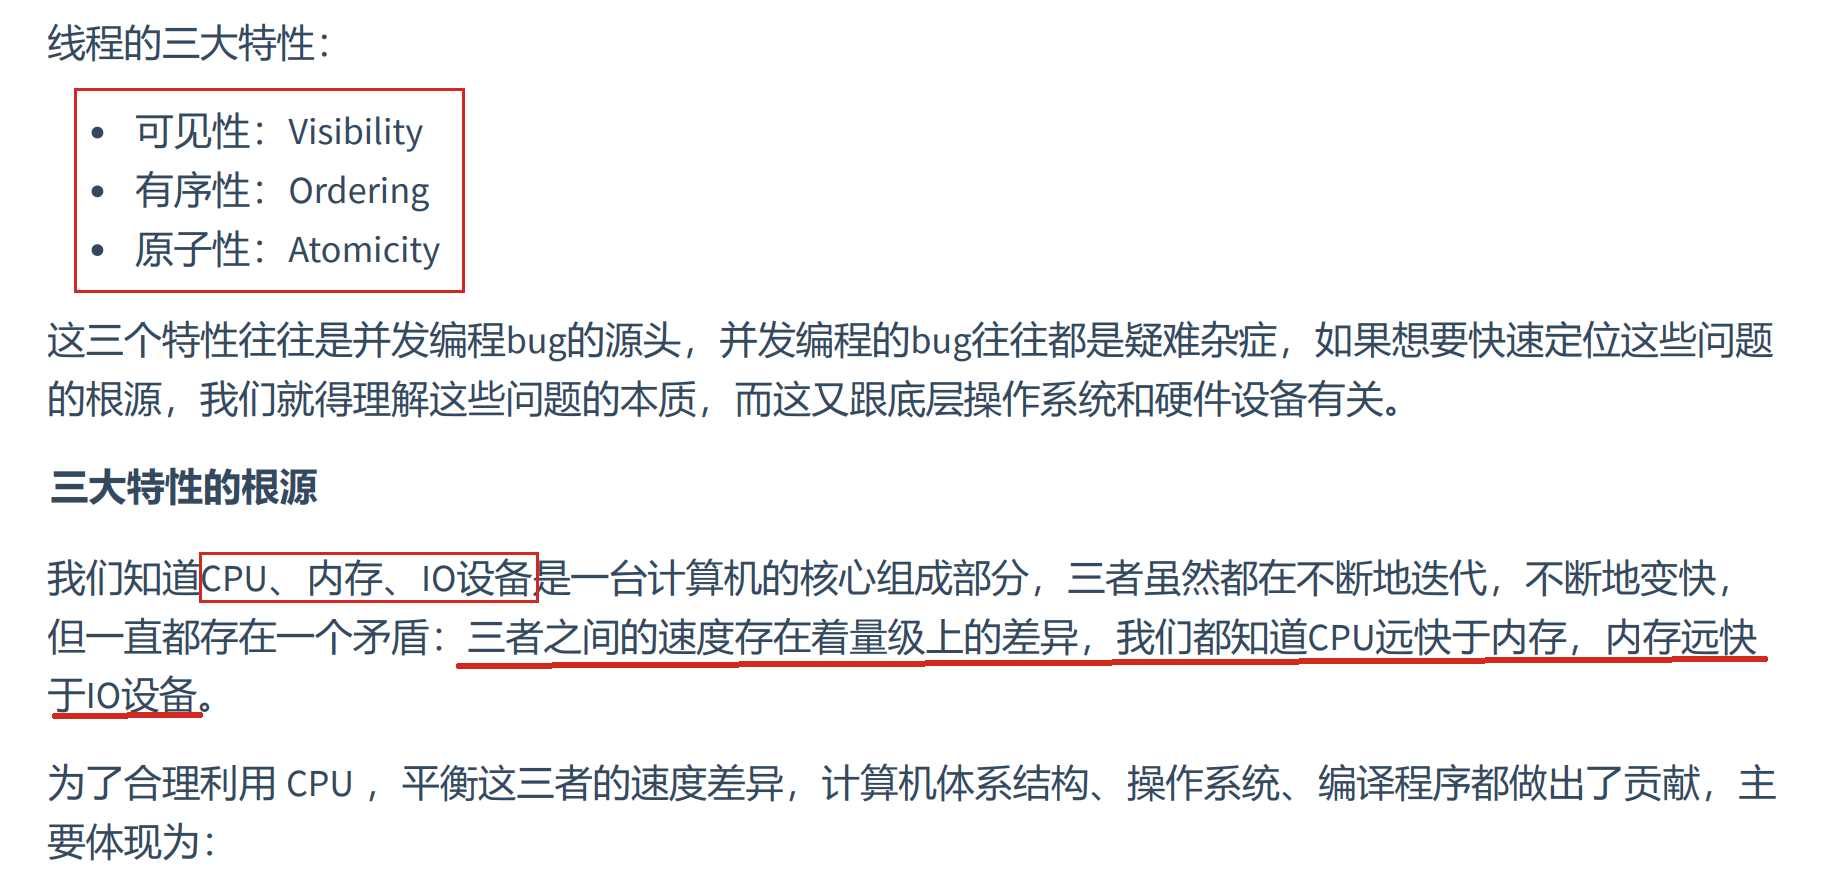 线程的三大特性：
• 可见性：Visibility
• 有序性：Ordering
• 原子性：Atomicity
这三个特性往往是并发编程bug的源头，并发编程的bug往往都是疑难杂症，如果想要快速定位这些问题
的根源，我们就得理解这些问题的本质，而这又跟底层操作系统和硬件设备有关。
三大特性的根源
我们知道CPU、内存、IO设备是一台计算机的核心组成部分，三者虽然都在不断地迭代，不断地变快，
但一直都存在一个矛盾：三者之间的速度存在着量级上的差异，我们都知道CPU远快于内存，内存远快
于IO设备。
为了合理利用 CPU ，平衡这三者的速度差异，计算机体系结构、操作系统、编译程序都做出了贡献，主
要体现为：